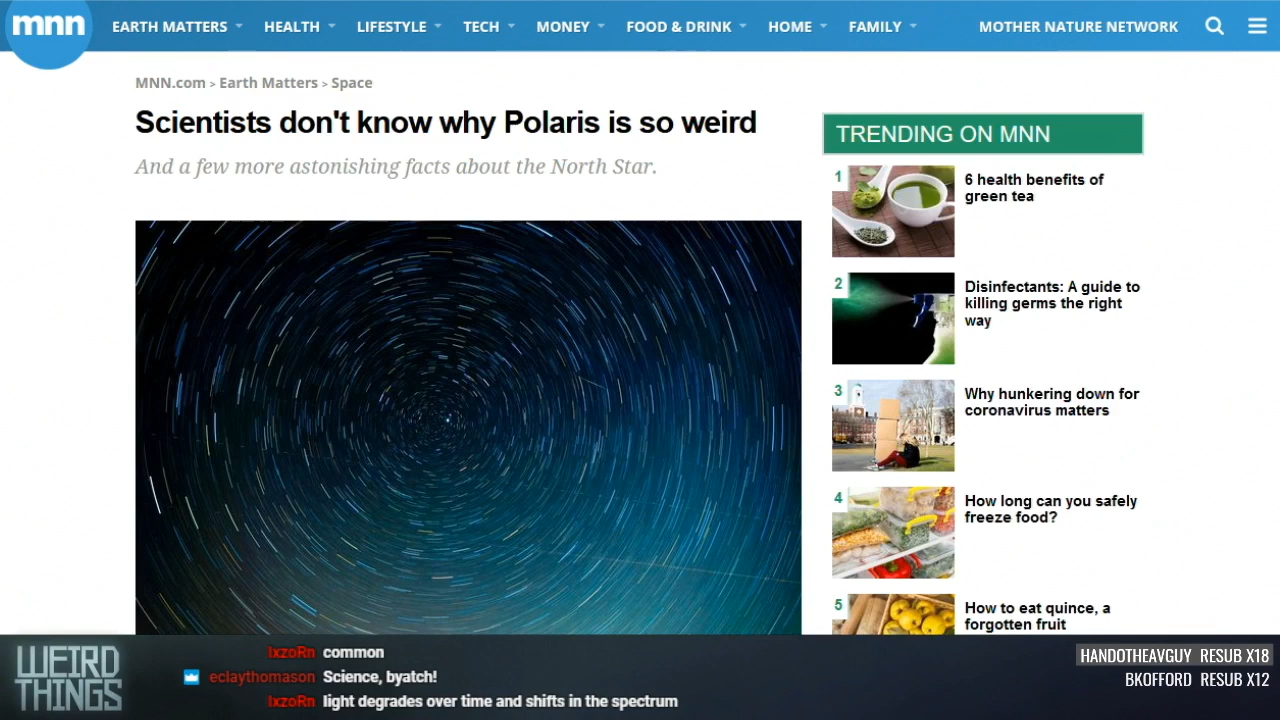 mnn
EARTH MATTERS HEALTH LIFESTYLE TECH MONEY FOOD & DRINK HOME FAMILY MOTHER NATURE NETWORK
MNN.com > Earth Matters > Space
Scientists don't know why Polaris is so weird
And a few more astonishing facts about the North Star.
TRENDING ON MNN
1
6 health benefits of
green tea
2
Disinfectants: A guide to
killing germs the right
way
3
Why hunkering down for
coronavirus matters
4
How long can you safely
freeze food?
5
How to eat quince, a
forgotten fruit
WEIRD
THINGS
lxzoRn common
eclaythomason Science, byatch!
lxzoRn light degrades over time and shifts in the spectrum
HANDOTHEAVGUY RESUB X18
BKOFFORD RESUB X12